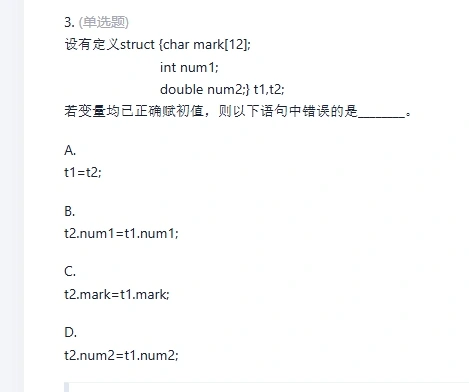 3. (单选题)
设有定义struct {char mark[12];
int num1;
double num2;} t1,t2;
若变量均已正确赋初值，则以下语句中错误的是________。
A.
t1=t2;
B.
t2.num1=t1.num1;
C.
t2.mark=t1.mark;
D.
t2.num2=t1.num2;